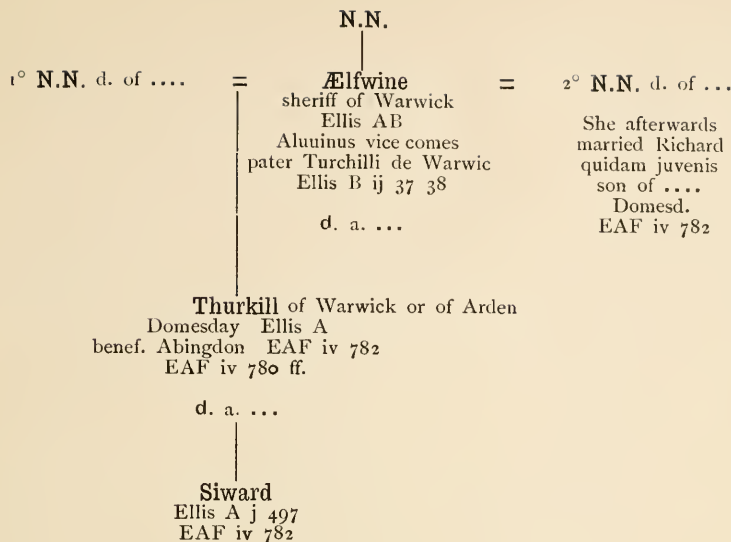 N.N.
1° N.N. d. of .... = Ælfwine = 2° N.N. d. of ...
sheriff of Warwick
Ellis AB
Aluuinus vice comes
pater Turchilli de Warwic
Ellis B ij 37 38
d. a. ...
She afterwards
married Richard
quidam juvenis
son of ....
Domesd.
EAF iv 782
Thurkill of Warwick or of Arden
Domesday Ellis A
benef. Abingdon EAF iv 782
EAF iv 780 ff.
d. a. ...
Siward
Ellis A j 497
EAF iv 782